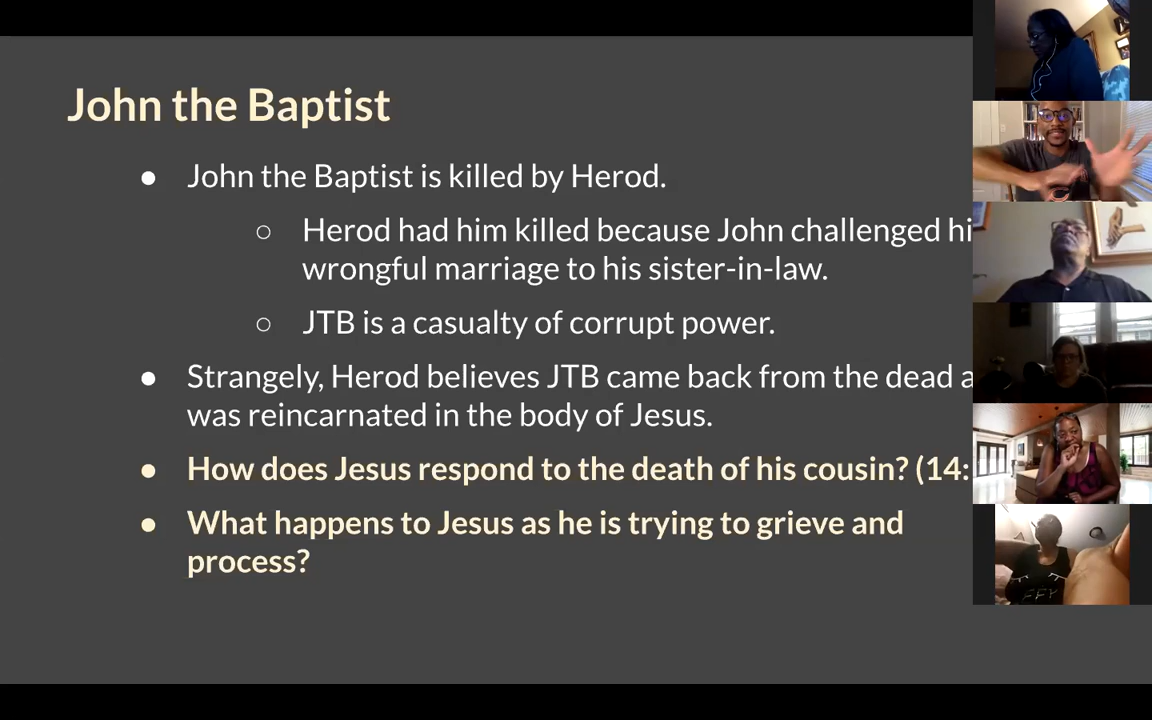 John the Baptist
● John the Baptist is killed by Herod.
○ Herod had him killed because John challenged hi
wrongful marriage to his sister-in-law.
○ JTB is a casualty of corrupt power.
● Strangely, Herod believes JTB came back from the dead a
was reincarnated in the body of Jesus.
● How does Jesus respond to the death of his cousin? (14:
● What happens to Jesus as he is trying to grieve and
process?